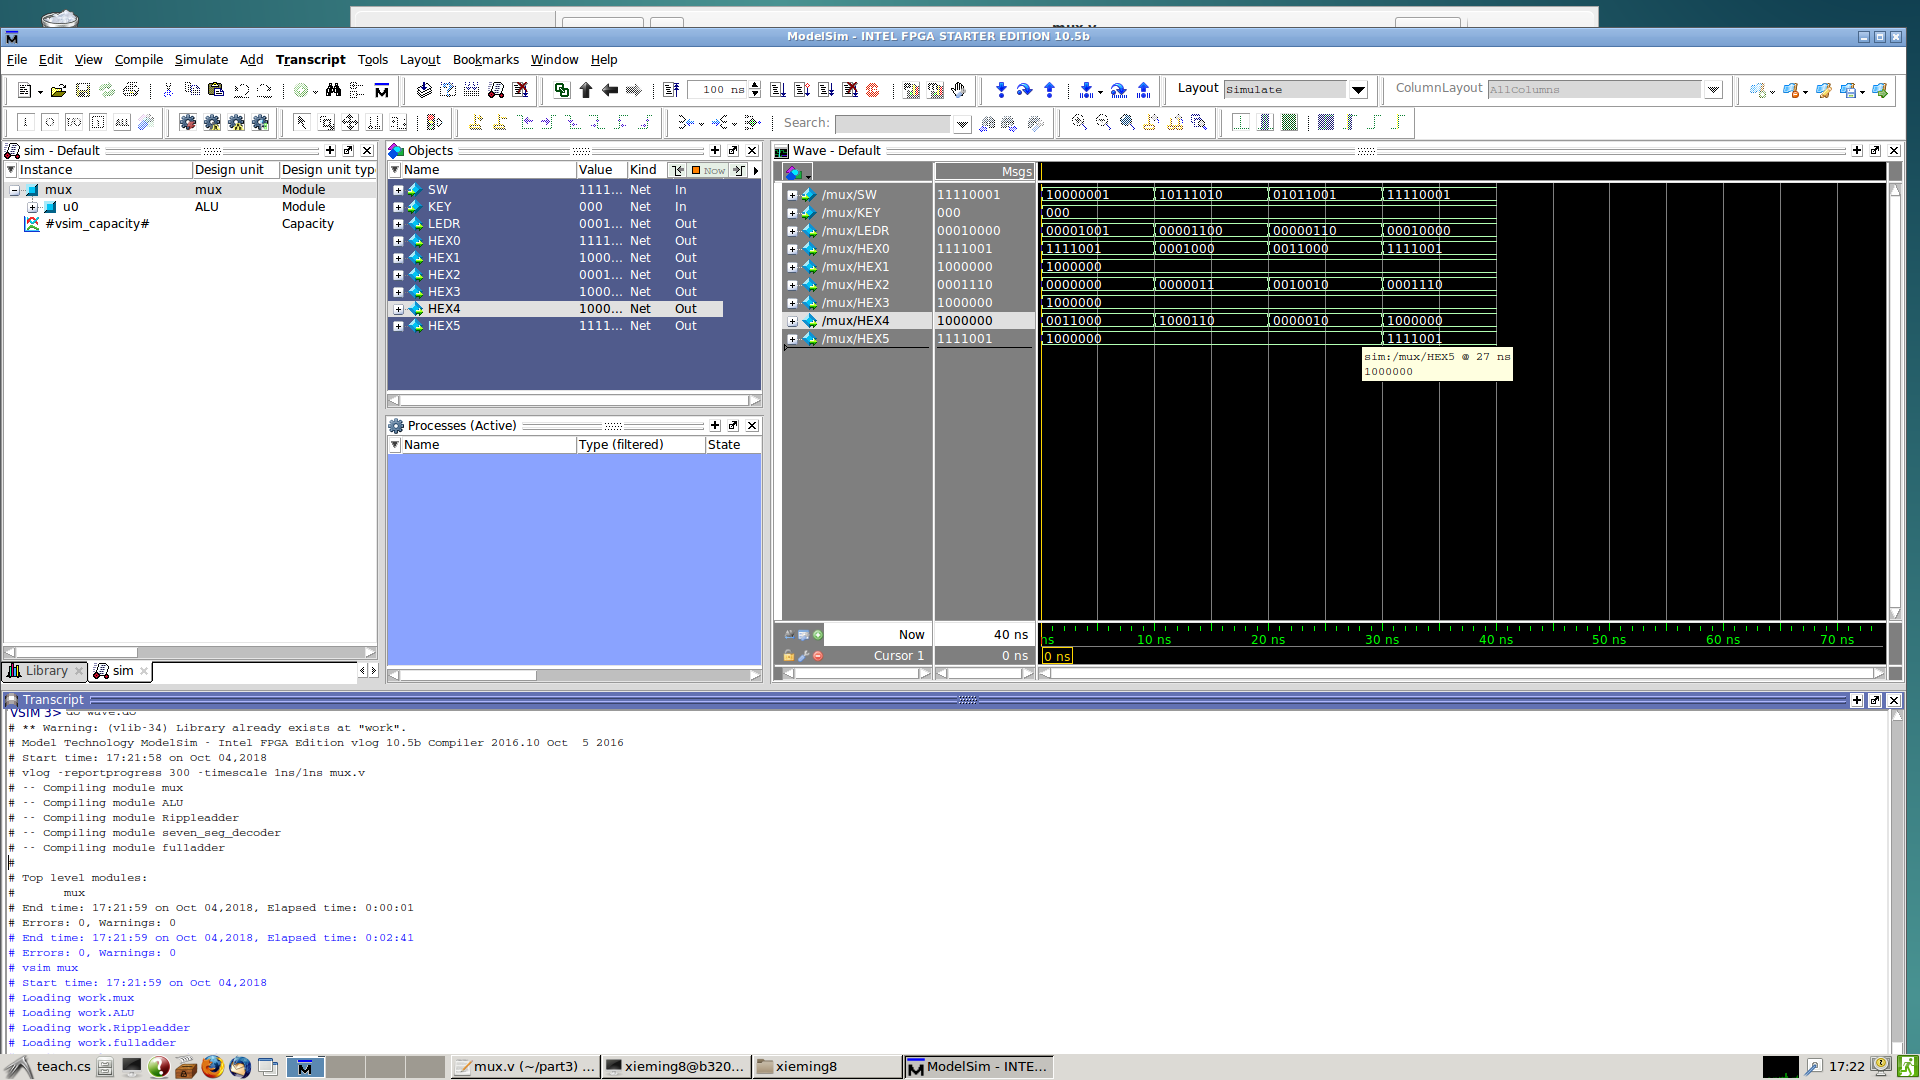 ModelSim - INTEL FPGA STARTER EDITION 10.5b
File Edit View Compile Simulate Add Transcript Tools Layout Bookmarks Window Help
100 ns
Layout Simulate
ColumnLayout AllColumns
Search:
sim - Default
Instance Design unit Design unit type
mux mux Module
u0 ALU Module
#vsim_capacity# Capacity
Library sim
Objects
Name Value Kind Now
SW 1111... Net In
KEY 000 Net In
LEDR 0001... Net Out
HEX0 1111... Net Out
HEX1 1000... Net Out
HEX2 0001... Net Out
HEX3 1000... Net Out
HEX4 1000... Net Out
HEX5 1111... Net Out
Processes (Active)
Name Type (filtered) State
Wave - Default
Msgs
/mux/SW 11110001 10000001 10111010 01011001 11110001
/mux/KEY 000 000
/mux/LEDR 00010000 00001001 00001100 00000110 00010000
/mux/HEX0 1111001 1111001 0001000 0011000 1111001
/mux/HEX1 1000000 1000000
/mux/HEX2 0001110 0000000 0000011 0010010 0001110
/mux/HEX3 1000000 1000000
/mux/HEX4 1000000 0011000 1000110 0000010 1000000
/mux/HEX5 1111001 1000000 1111001
sim:/mux/HEX5 @ 27 ns
1000000
Now 40 ns ns 10 ns 20 ns 30 ns 40 ns 50 ns 60 ns 70 ns
Cursor 1 0 ns 0 ns
Transcript
VSIM 3> do wave.do
# ** Warning: (vlib-34) Library already exists at "work".
# Model Technology ModelSim - Intel FPGA Edition vlog 10.5b Compiler 2016.10 Oct  5 2016
# Start time: 17:21:58 on Oct 04,2018
# vlog -reportprogress 300 -timescale 1ns/1ns mux.v
# -- Compiling module mux
# -- Compiling module ALU
# -- Compiling module Rippleadder
# -- Compiling module seven_seg_decoder
# -- Compiling module fulladder
#
# Top level modules:
# mux
# End time: 17:21:59 on Oct 04,2018, Elapsed time: 0:00:01
# Errors: 0, Warnings: 0
# End time: 17:21:59 on Oct 04,2018, Elapsed time: 0:02:41
# Errors: 0, Warnings: 0
# vsim mux
# Start time: 17:21:59 on Oct 04,2018
# Loading work.mux
# Loading work.ALU
# Loading work.Rippleadder
# Loading work.fulladder
teach.cs mux.v (~/part3) ... xieming8@b320... xieming8 ModelSim - INTE... 17:22